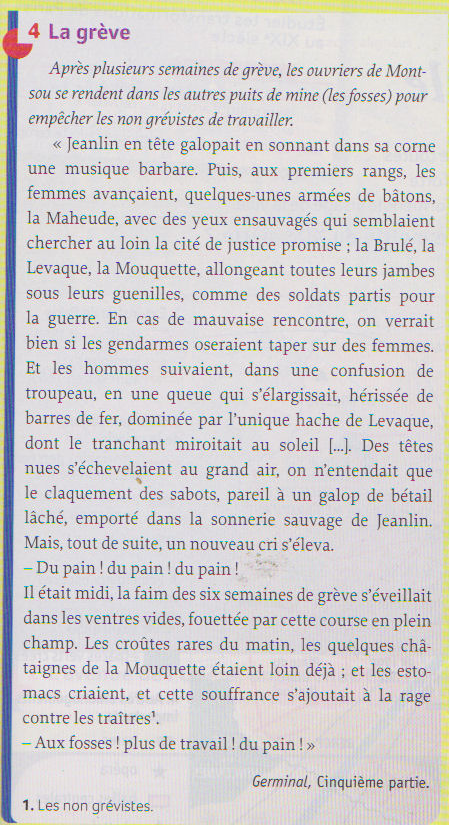 4 La grève
Après plusieurs semaines de grève, les ouvriers de Mont-
sou se rendent dans les autres puits de mine (les fosses) pour
empêcher les non grévistes de travailler.
« Jeanlin en tête galopait en sonnant dans sa corne
une musique barbare. Puis, aux premiers rangs, les
femmes avançaient, quelques-unes armées de bâtons,
la Maheude, avec des yeux ensauvagés qui semblaient
chercher au loin la cité de justice promise ; la Brulé, la
Levaque, la Mouquette, allongeant toutes leurs jambes
sous leurs guenilles, comme des soldats partis pour
la guerre. En cas de mauvaise rencontre, on verrait
bien si les gendarmes oseraient taper sur des femmes.
Et les hommes suivaient, dans une confusion de
troupeau, en une queue qui s'élargissait, hérissée de
barres de fer, dominée par l'unique hache de Levaque,
dont le tranchant miroitait au soleil [...]. Des têtes
nues s'échevelaient au grand air, on n'entendait que
le claquement des sabots, pareil à un galop de bétail
lâché, emporté dans la sonnerie sauvage de Jeanlin.
Mais, tout de suite, un nouveau cri s'éleva.
– Du pain ! du pain ! du pain !
Il était midi, la faim des six semaines de grève s'éveillait
dans les ventres vides, fouettée par cette course en plein
champ. Les croûtes rares du matin, les quelques châ-
taignes de la Mouquette étaient loin déjà ; et les esto-
macs criaient, et cette souffrance s'ajoutait à la rage
contre les traîtres¹.
– Aux fosses ! plus de travail ! du pain ! »
Germinal, Cinquième partie.
1. Les non grévistes.